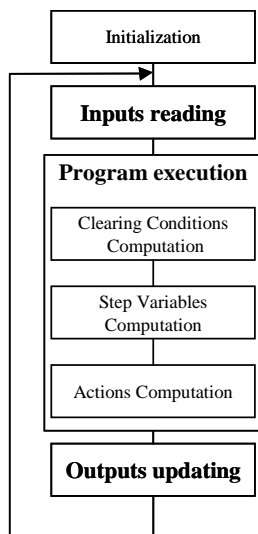 Initialization
Inputs reading
Program execution
Clearing Conditions
Computation
Step Variables
Computation
Actions Computation
Outputs updating